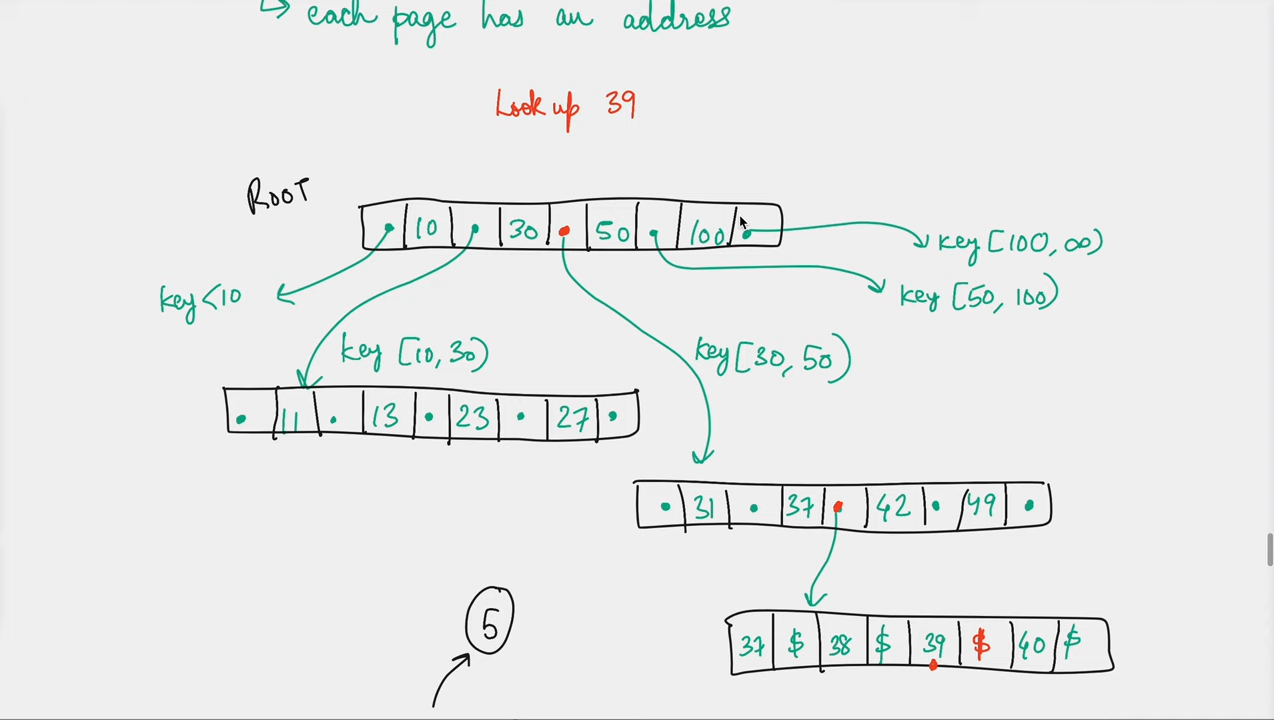 ↳ each page has an address
Look up 39
ROOT
10 30 50 100
key [100, ∞)
key<10
key [50, 100)
key [10, 30)
key [30, 50)
11 13 23 27
31 37 42 49
5
37 $ 38 $ 39 $ 40 $